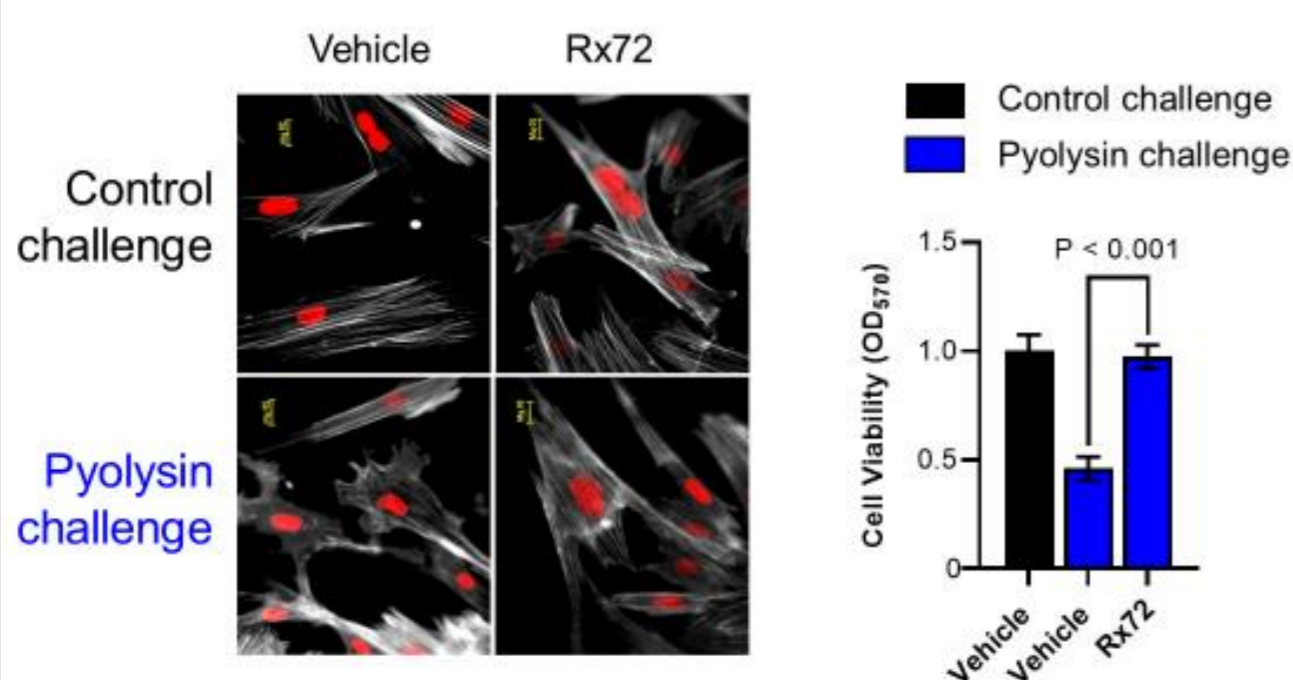 Vehicle
Rx72
Control
challenge
Pyolysin
challenge
Control challenge
Pyolysin challenge
P < 0.001
Cell Viability (OD570)
1.5
1.0
0.5
0
Vehicle
Vehicle
Rx72